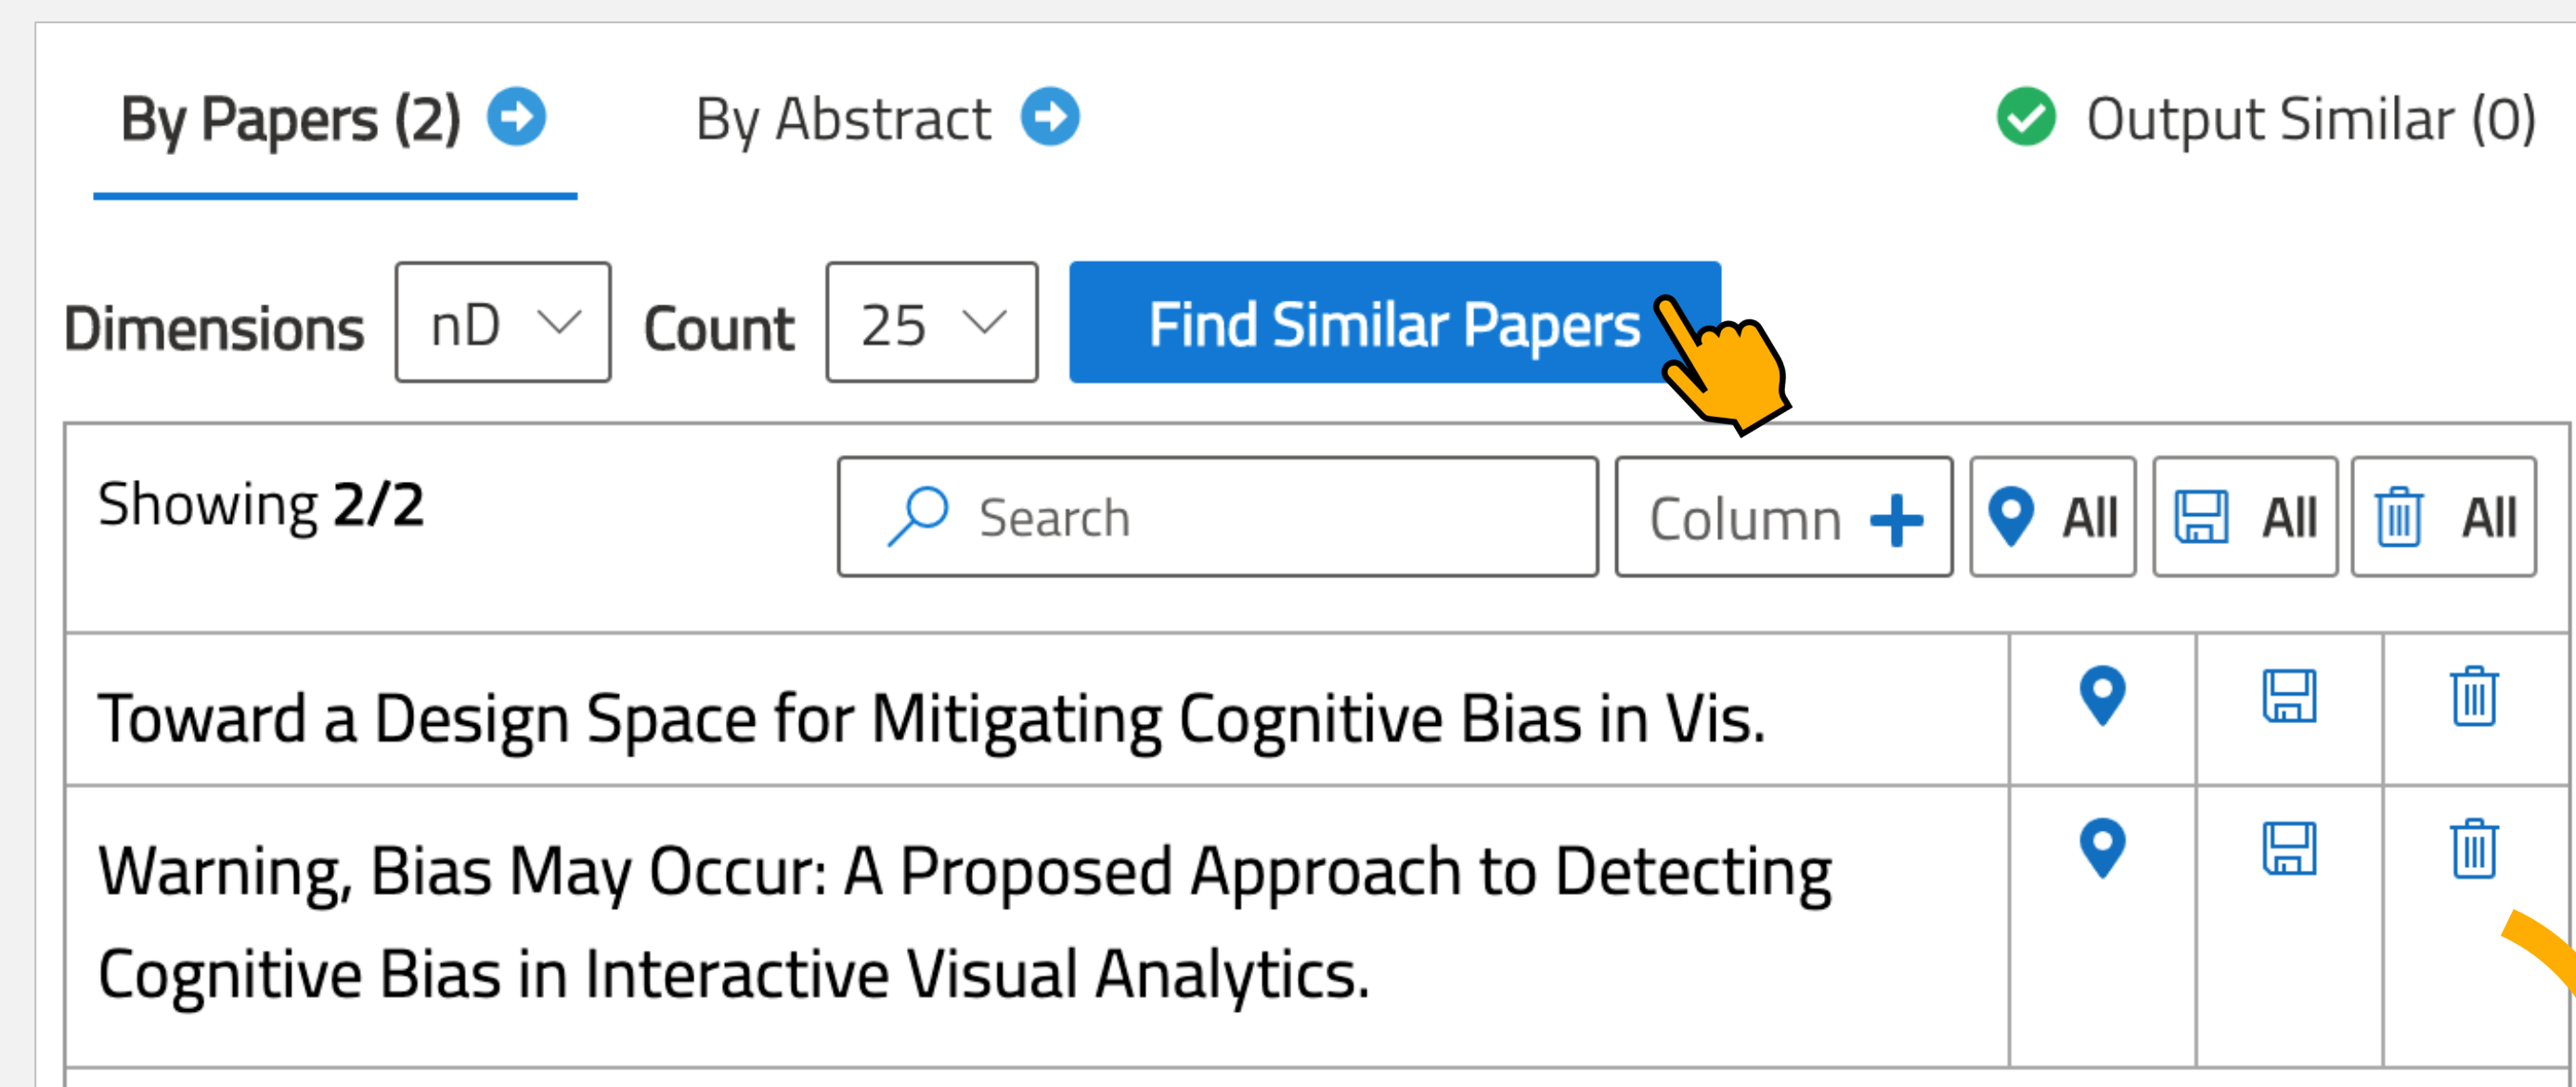 By Papers (2) By Abstract Output Similar (0)
Dimensions nD Count 25 Find Similar Papers
Showing 2/2 Search Column + All All All
Toward a Design Space for Mitigating Cognitive Bias in Vis.
Warning, Bias May Occur: A Proposed Approach to Detecting
Cognitive Bias in Interactive Visual Analytics.